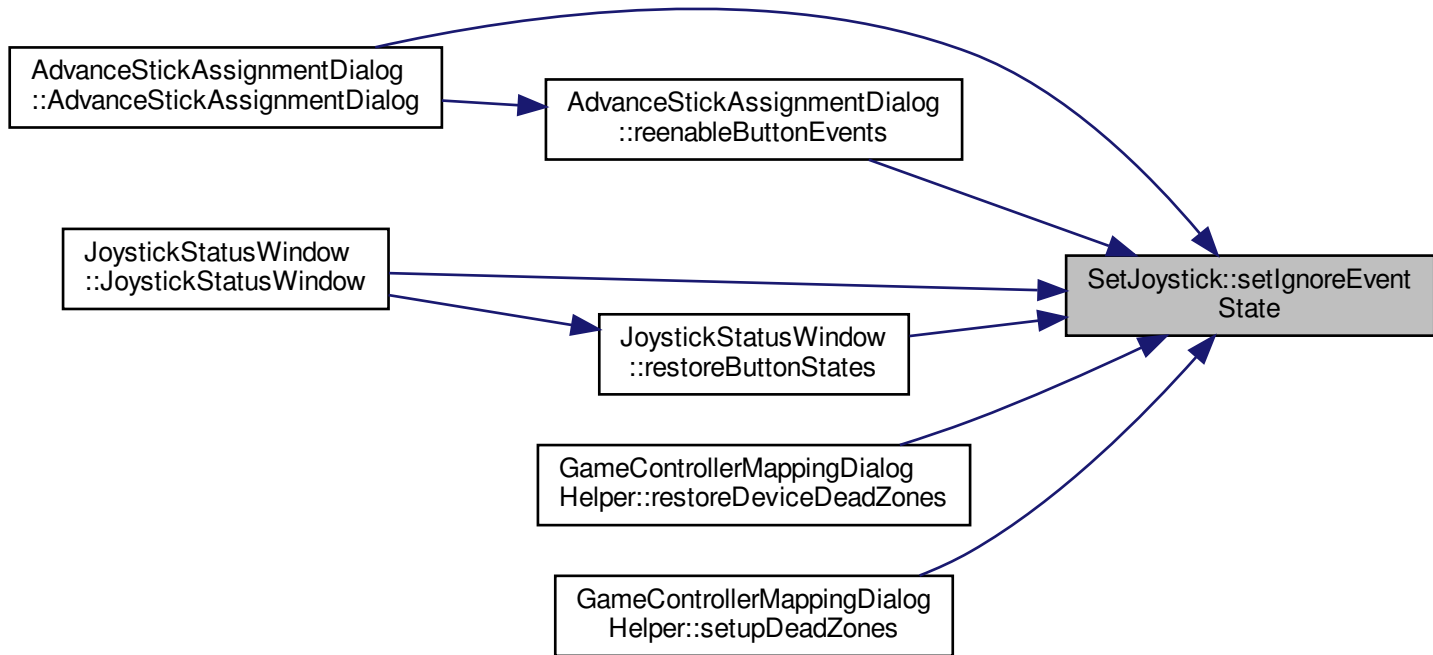 AdvanceStickAssignmentDialog
::AdvanceStickAssignmentDialog
AdvanceStickAssignmentDialog
::reenableButtonEvents
JoystickStatusWindow
::JoystickStatusWindow
SetJoystick::setIgnoreEvent
State
JoystickStatusWindow
::restoreButtonStates
GameControllerMappingDialog
Helper::restoreDeviceDeadZones
GameControllerMappingDialog
Helper::setupDeadZones